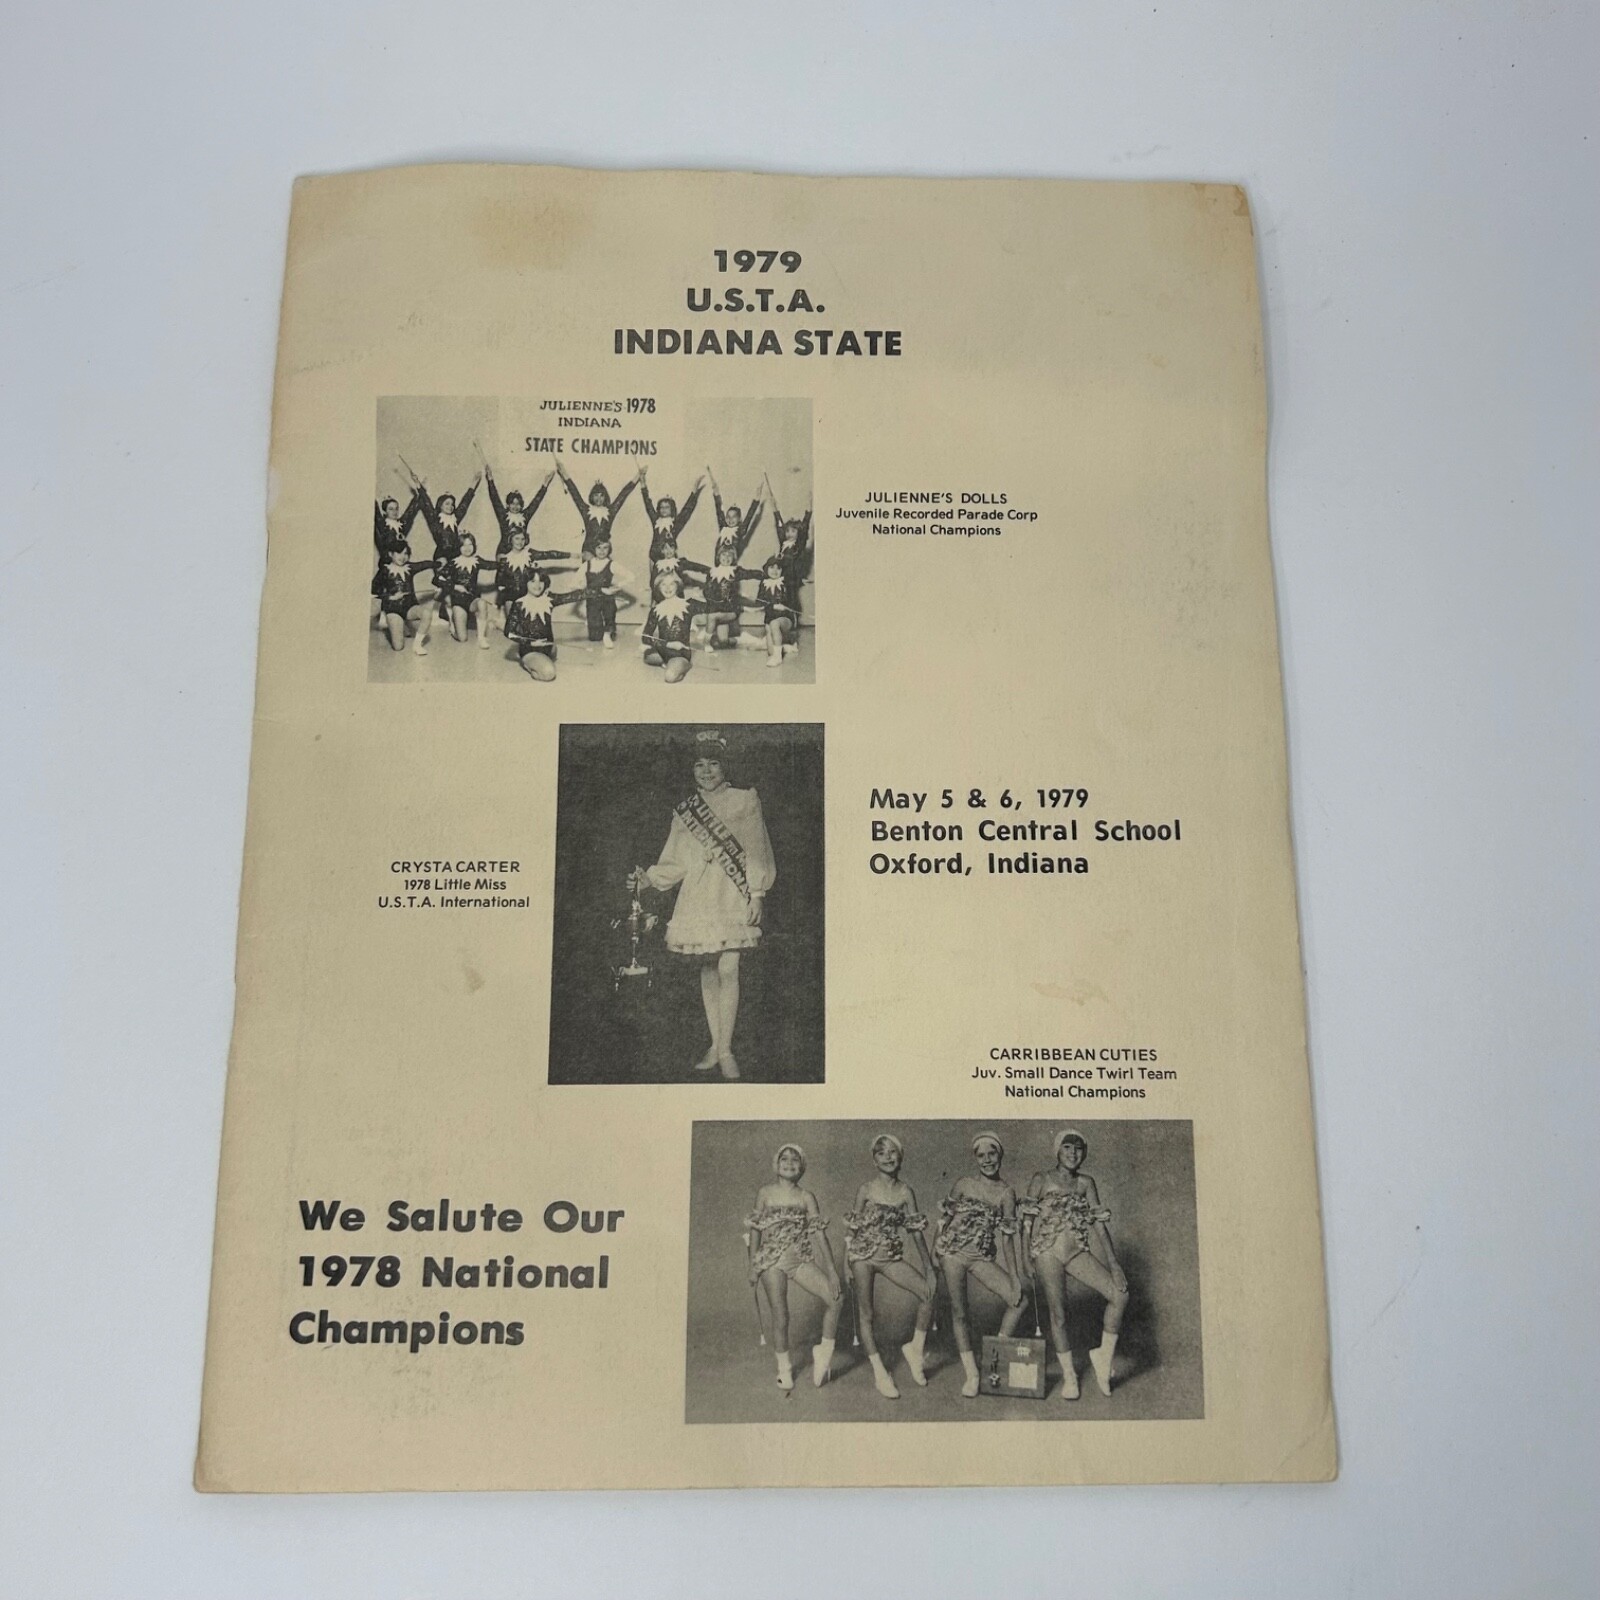 1979
U.S.T.A.
INDIANA STATE
JULIENNE'S 1978
INDIANA
STATE CHAMPIONS
JULIENNE'S DOLLS
Juvenile Recorded Parade Corp
National Champions
May 5 & 6, 1979
Benton Central School
Oxford, Indiana
CRYSTA CARTER
1978 Little Miss
U.S.T.A. International
LITTLE
INTERNATIONAL
CARRIBBEAN CUTIES
Juv. Small Dance Twirl Team
National Champions
We Salute Our
1978 National
Champions